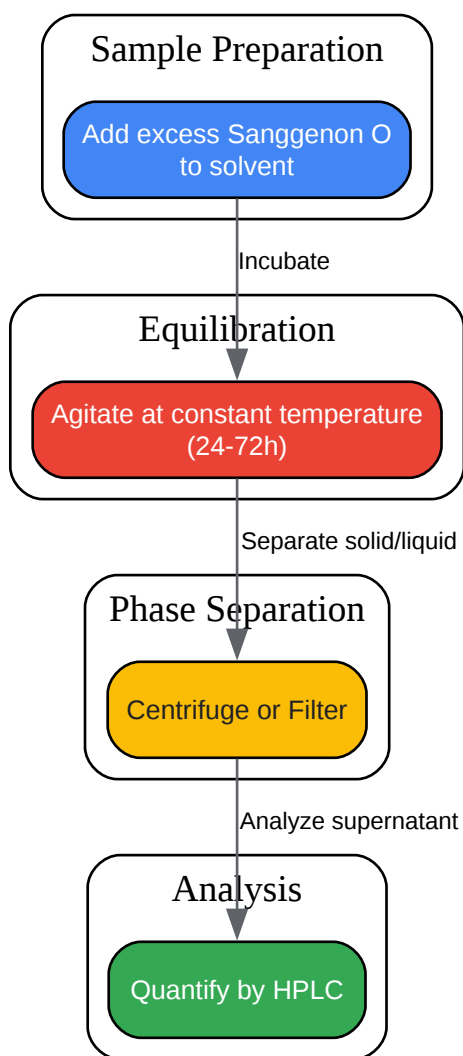 Sample Preparation
Add excess Sanggenon O
to solvent
Incubate
Equilibration
Agitate at constant temperature
(24-72h)
Separate solid/liquid
Phase Separation
Centrifuge or Filter
Analyze supernatant
Analysis
Quantify by HPLC